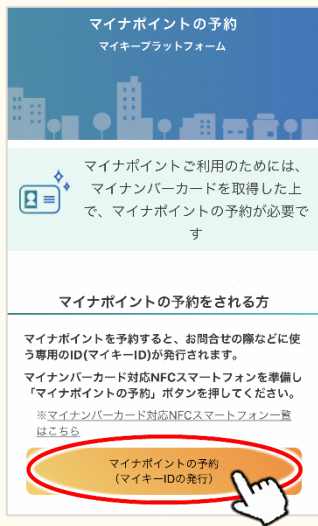 マイナポイントの予約
マイキープラットフォーム
マイナポイントご利用のためには、
マイナンバーカードを取得した上
で、マイナポイントの予約が必要で
す
マイナポイントの予約をされる方
マイナポイントを予約すると、お問合せの際などに使
う専用のID(マイキーID)が発行されます。
マイナンバーカード対応NFCスマートフォンを準備し
「マイナポイントの予約」ボタンを押してください。
※マイナンバーカード対応NFCスマートフォン一覧
はこちら
マイナポイントの予約
(マイキーIDの発行)